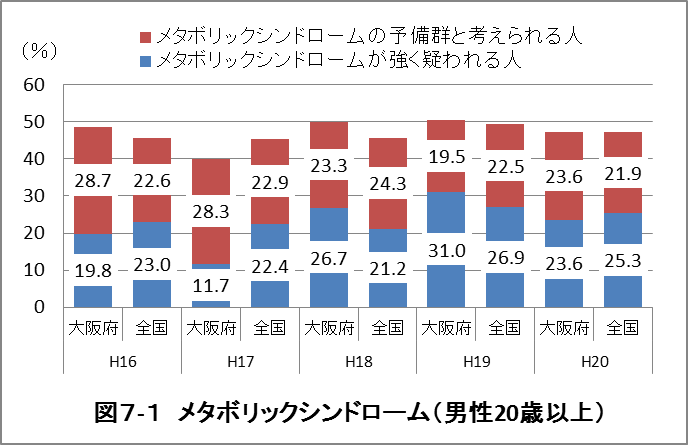 (%)
メタボリックシンドロームの予備群と考えられる人
メタボリックシンドロームが強く疑われる人
60
50
40
30
20
10
0
28.7 22.6 28.3 22.9 23.3 24.3 19.5 22.5 23.6 21.9
19.8 23.0 11.7 22.4 26.7 21.2 31.0 26.9 23.6 25.3
大阪府 全国 大阪府 全国 大阪府 全国 大阪府 全国 大阪府 全国
H16 H17 H18 H19 H20
図７-１ メタボリックシンドローム（男性20歳以上）